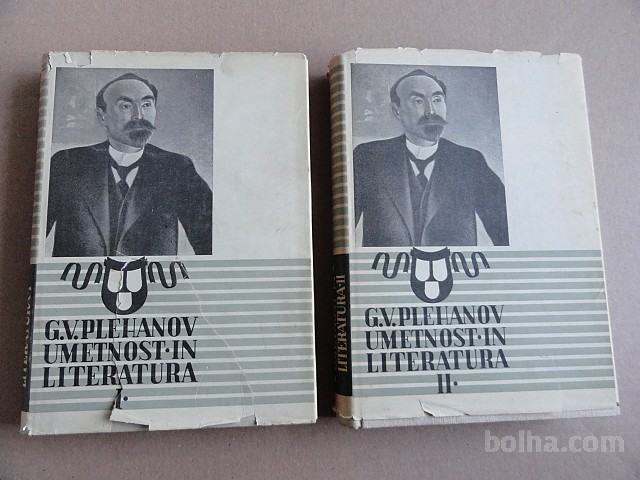 G.V. PLEHANOV
UMETNOST·IN
LITERATURA
I·
LITERATURA·II
G.V. PLEHANOV
UMETNOST·IN
LITERATURA
II·
bolha.com